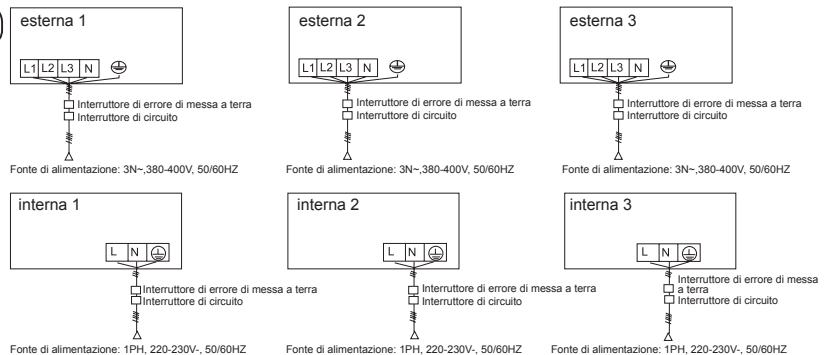 esterna 1
L1 L2 L3 N
Interruttore di errore di messa a terra
Interruttore di circuito
Fonte di alimentazione: 3N~,380-400V, 50/60HZ
esterna 2
L1 L2 L3 N
Interruttore di errore di messa a terra
Interruttore di circuito
Fonte di alimentazione: 3N~,380-400V, 50/60HZ
esterna 3
L1 L2 L3 N
Interruttore di errore di messa a terra
Interruttore di circuito
Fonte di alimentazione: 3N~,380-400V, 50/60HZ
interna 1
L N
Interruttore di errore di messa a terra
Interruttore di circuito
Fonte di alimentazione: 1PH, 220-230V-, 50/60HZ
interna 2
L N
Interruttore di errore di messa a terra
Interruttore di circuito
Fonte di alimentazione: 1PH, 220-230V-, 50/60HZ
interna 3
L N
Interruttore di errore di messa
a terra
Interruttore di circuito
Fonte di alimentazione: 1PH, 220-230V-, 50/60HZ